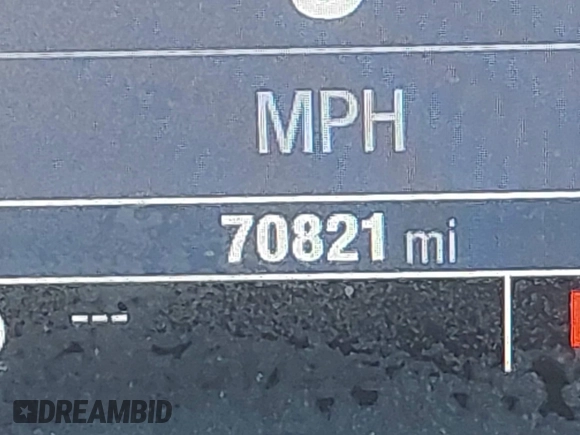 MPH
70821 mi
---
DREAMBID